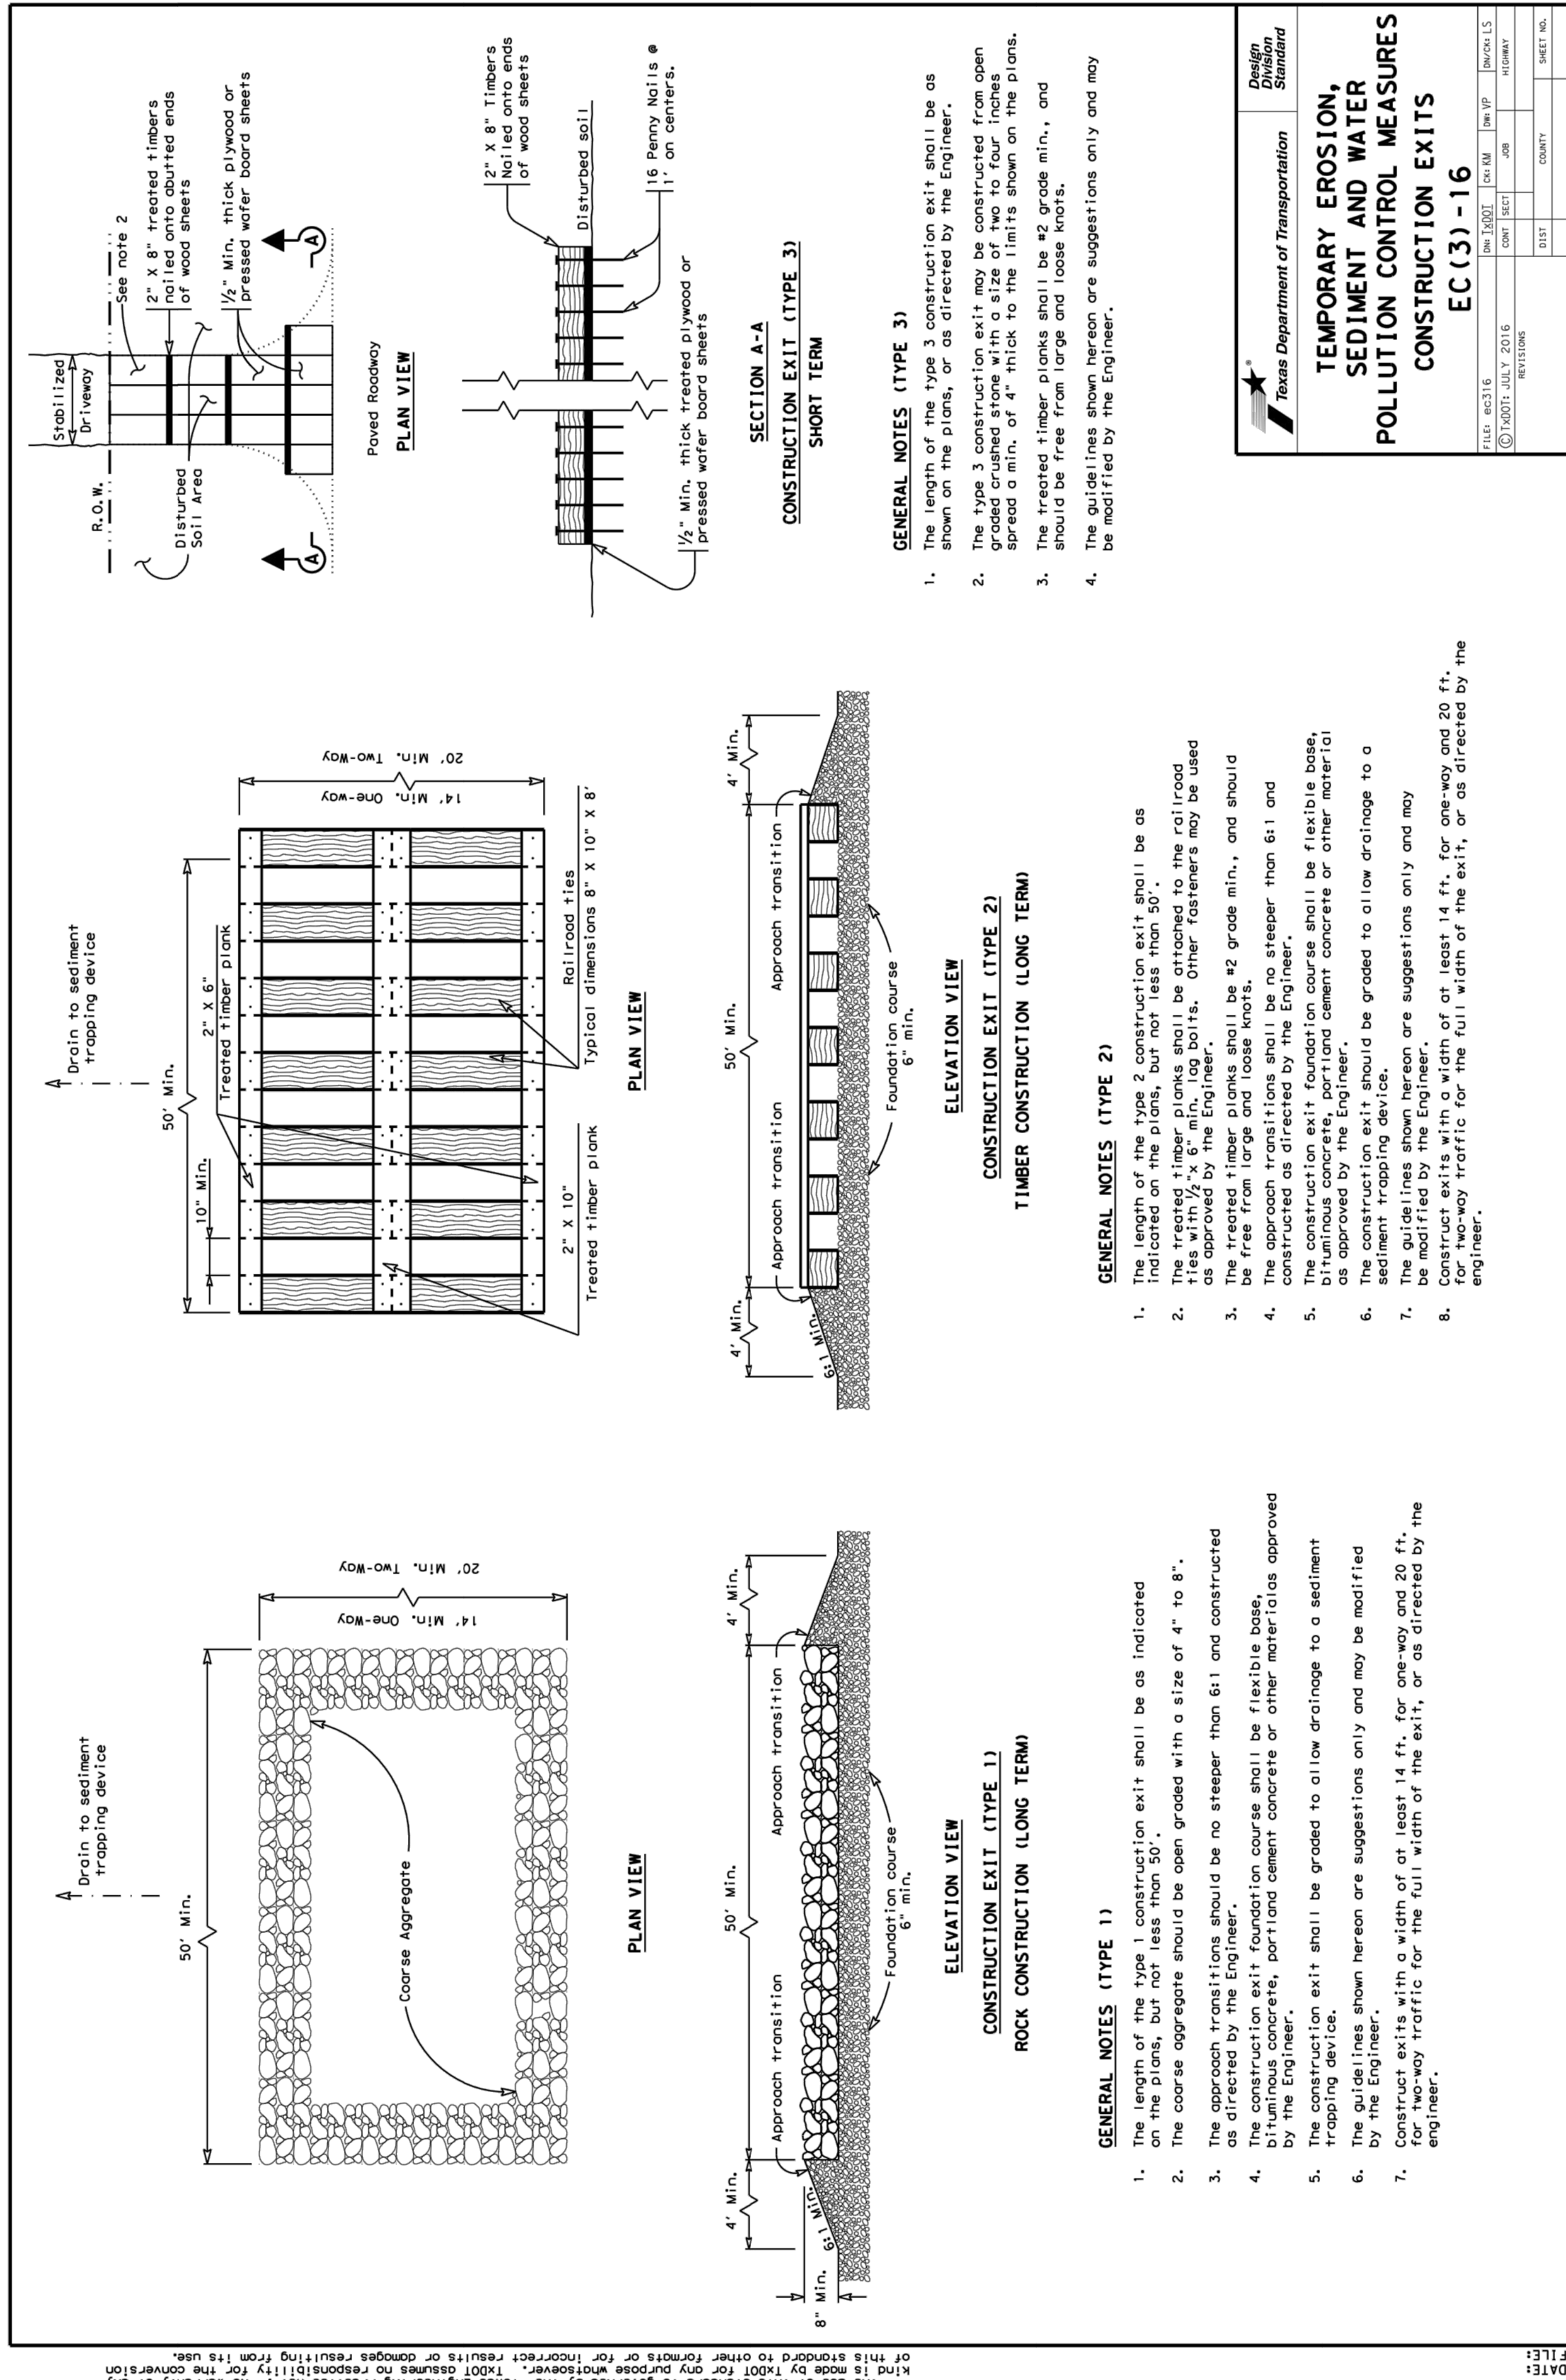 Drain to sediment
trapping device
50' Min.
Coarse Aggregate
14' Min. One-Way
20' Min. Two-Way
PLAN VIEW
4' Min.
50' Min.
4' Min.
Approach transition
Approach transition
6:1 Min.
8" Min.
Foundation course
6" min.
ELEVATION VIEW
CONSTRUCTION EXIT (TYPE 1)
ROCK CONSTRUCTION (LONG TERM)
GENERAL NOTES (TYPE 1)
1. The length of the type 1 construction exit shall be as indicated
on the plans, but not less than 50'.
2. The coarse aggregate should be open graded with a size of 4" to 8".
3. The approach transitions should be no steeper than 6:1 and constructed
as directed by the Engineer.
4. The construction exit foundation course shall be flexible base,
bituminous concrete, portland cement concrete or other materialas approved
by the Engineer.
5. The construction exit shall be graded to allow drainage to a sediment
trapping device.
6. The guidelines shown hereon are suggestions only and may be modified
by the Engineer.
7. Construct exits with a width of at least 14 ft. for one-way and 20 ft.
for two-way traffic for the full width of the exit, or as directed by the
engineer.
Drain to sediment
trapping device
50' Min.
10" Min.
2" X 6"
Treated timber plank
14' Min. One-way
20' Min. Two-Way
2" X 10"
Treated timber plank
Railroad ties
Typical dimensions 8" X 10" X 8'
PLAN VIEW
4' Min.
50' Min.
4' Min.
Approach transition
Approach transition
6:1 Min.
Foundation course
6" min.
ELEVATION VIEW
CONSTRUCTION EXIT (TYPE 2)
TIMBER CONSTRUCTION (LONG TERM)
GENERAL NOTES (TYPE 2)
1. The length of the type 2 construction exit shall be as
indicated on the plans, but not less than 50'.
2. The treated timber planks shall be attached to the railroad
ties with 1/2"x 6" min. lag bolts. Other fasteners may be used
as approved by the Engineer.
3. The treated timber planks shall be #2 grade min., and should
be free from large and loose knots.
4. The approach transitions shall be no steeper than 6:1 and
constructed as directed by the Engineer.
5. The construction exit foundation course shall be flexible base,
bituminous concrete, portland cement concrete or other material
as approved by the Engineer.
6. The construction exit should be graded to allow drainage to a
sediment trapping device.
7. The guidelines shown hereon are suggestions only and may
be modified by the Engineer.
8. Construct exits with a width of at least 14 ft. for one-way and 20 ft.
for two-way traffic for the full width of the exit, or as directed by the
engineer.
Stabilized
Driveway
R.O.W.
Disturbed
Soil Area
See note 2
2" X 8" treated timbers
nailed onto abutted ends
of wood sheets
1/2" Min. thick plywood or
pressed wafer board sheets
A
A
Paved Roadway
PLAN VIEW
2" X 8" Timbers
Nailed onto ends
of wood sheets
Disturbed soil
16 Penny Nails @
1' on centers.
1/2" Min. thick treated plywood or
pressed wafer board sheets
SECTION A-A
CONSTRUCTION EXIT (TYPE 3)
SHORT TERM
GENERAL NOTES (TYPE 3)
1. The length of the type 3 construction exit shall be as
shown on the plans, or as directed by the Engineer.
2. The type 3 construction exit may be constructed from open
graded crushed stone with a size of two to four inches
spread a min. of 4" thick to the limits shown on the plans.
3. The treated timber planks shall be #2 grade min., and
should be free from large and loose knots.
4. The guidelines shown hereon are suggestions only and may
be modified by the Engineer.
®
Texas Department of Transportation
Design
Division
Standard
TEMPORARY EROSION,
SEDIMENT AND WATER
POLLUTION CONTROL MEASURES
CONSTRUCTION EXITS
EC(3)-16
FILE: ec316 DN: TxDOT CK: KM DW: VP DN/CK: LS
© TxDOT: JULY 2016 CONT SECT JOB HIGHWAY
REVISIONS
DIST COUNTY SHEET NO.
kind is made by TxDOT for any purpose whatsoever. TxDOT assumes no responsibility for the conversion
of this standard to other formats or for incorrect results or damages resulting from its use.
DATE:
FILE: